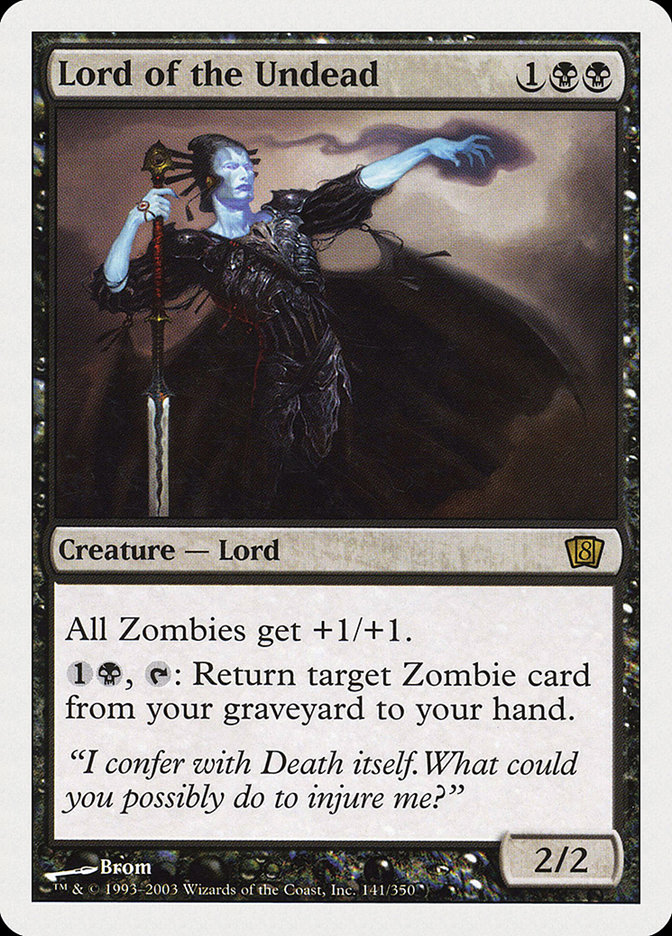 Lord of the Undead 1
8
Creature — Lord
All Zombies get +1/+1.
1, : Return target Zombie card
from your graveyard to your hand.
“I confer with Death itself. What could
you possibly do to injure me?”
2/2
Brom
™ & © 1993–2003 Wizards of the Coast, Inc. 141/350